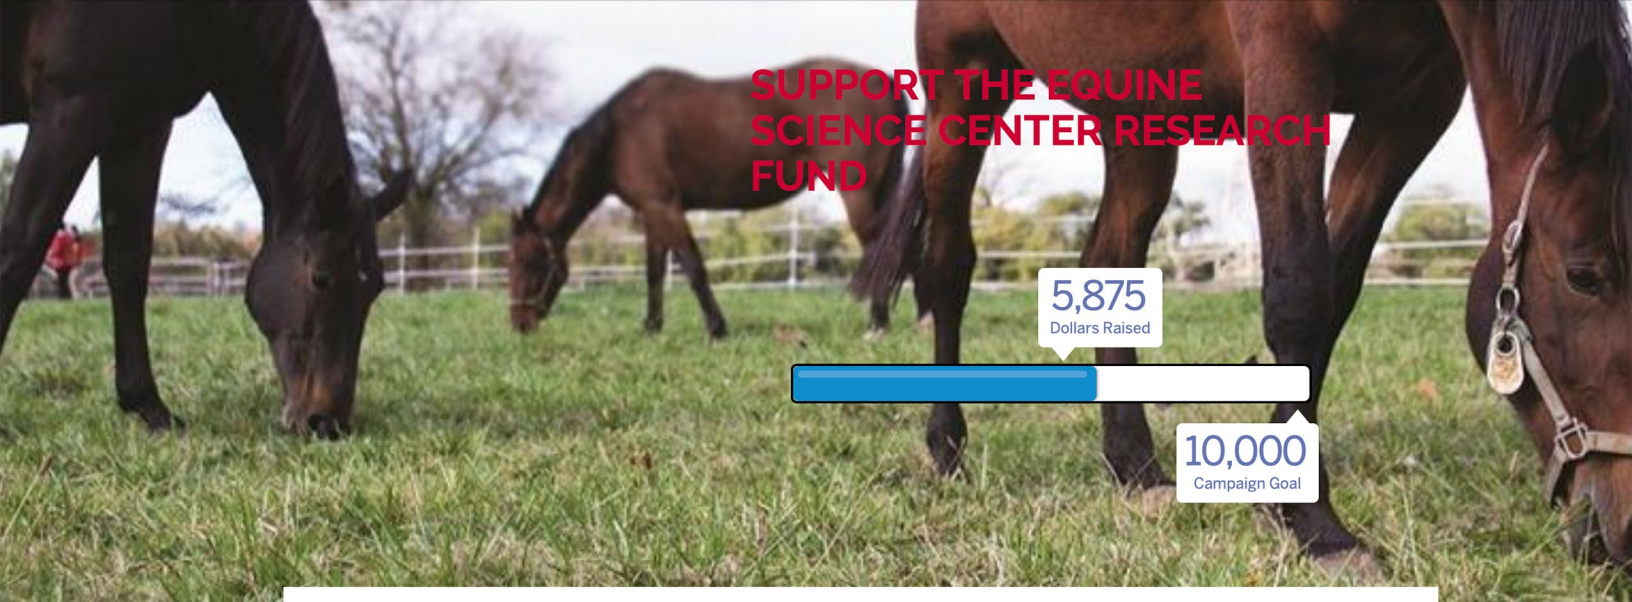 SUPPORT THE EQUINE
SCIENCE CENTER RESEARCH
FUND
5,875
Dollars Raised
10,000
Campaign Goal